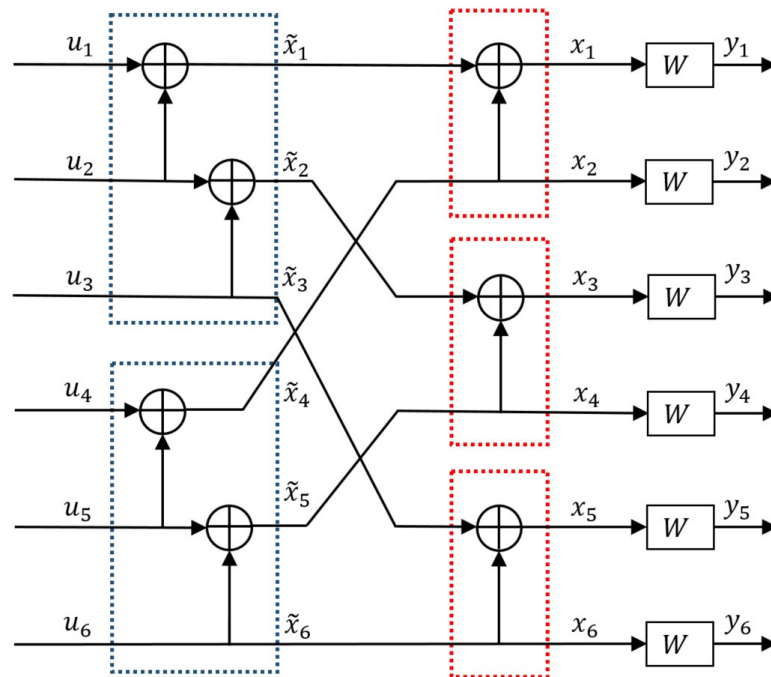 u₁ x̃₁ x₁ W y₁
u₂ x̃₂ x₂ W y₂
u₃ x̃₃ x₃ W y₃
u₄ x̃₄ x₄ W y₄
u₅ x̃₅ x₅ W y₅
u₆ x̃₆ x₆ W y₆